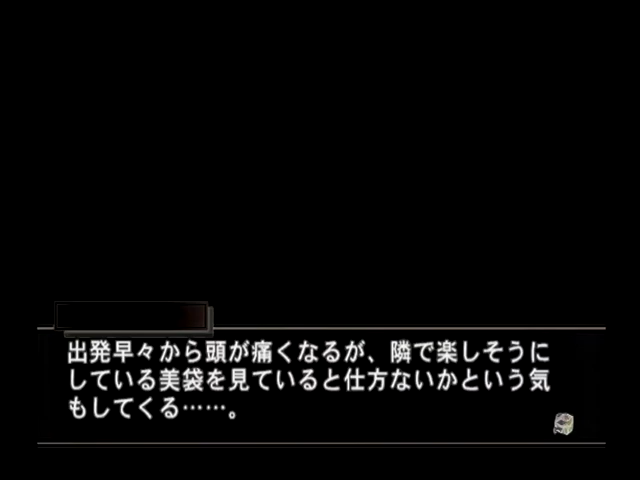 出発早々から頭が痛くなるが、隣で楽しそうに
している美袋を見ていると仕方ないかという気
もしてくる……。